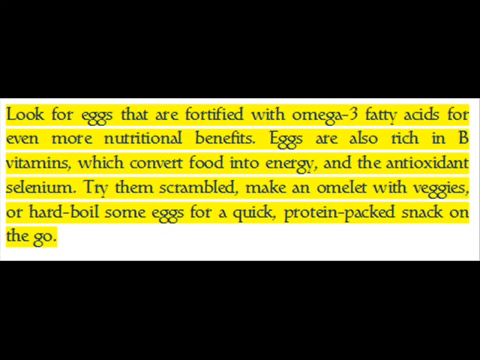 Look for eggs that are fortified with omega-3 fatty acids for
even more nutritional benefits. Eggs are also rich in B
vitamins, which convert food into energy, and the antioxidant
selenium. Try them scrambled, make an omelet with veggies,
or hard-boil some eggs for a quick, protein-packed snack on
the go.